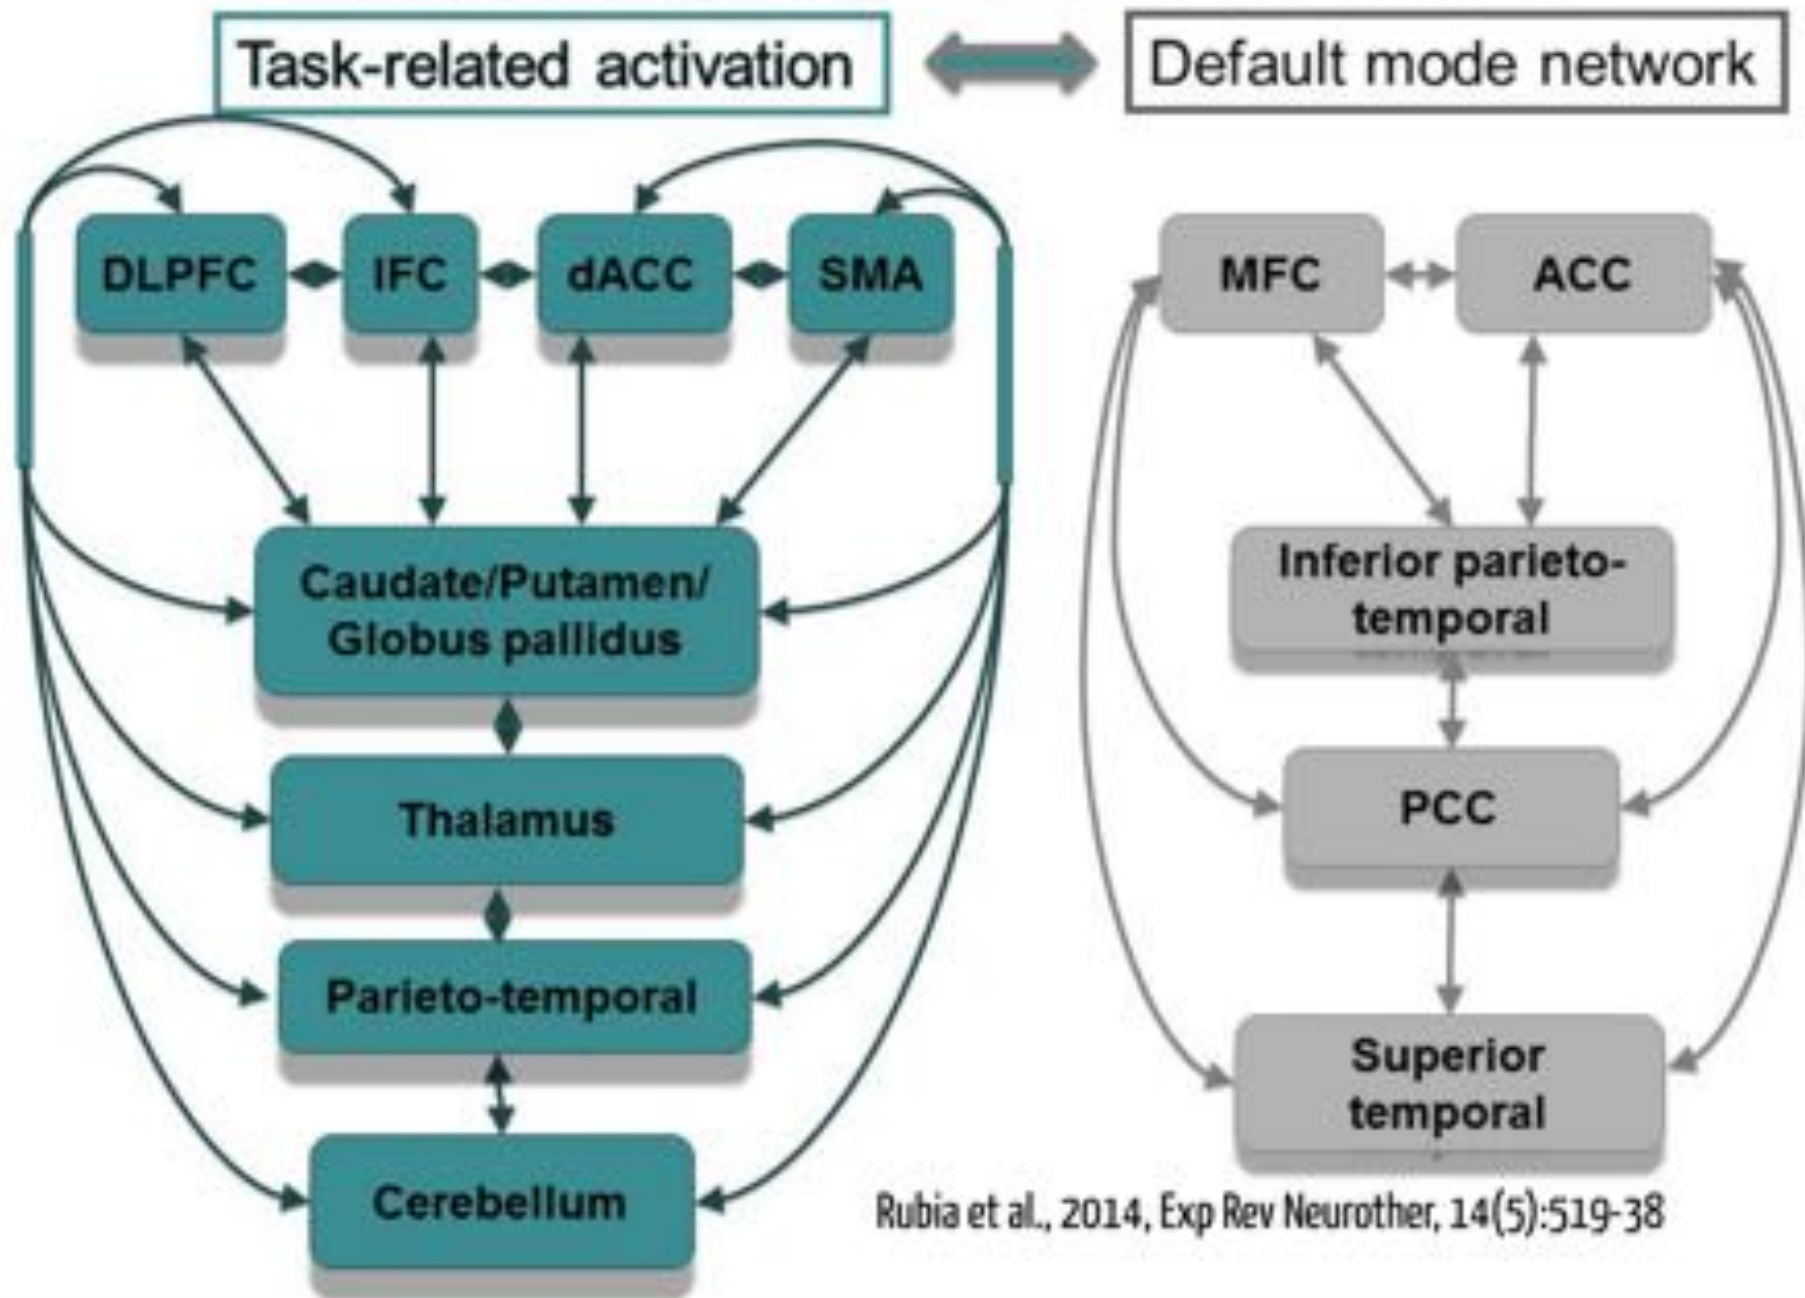 Task-related activation
Default mode network
DLPFC
IFC
dACC
SMA
Caudate/Putamen/
Globus pallidus
Thalamus
Parieto-temporal
Cerebellum
MFC
ACC
Inferior parieto-
temporal
PCC
Superior
temporal
Rubia et al., 2014, Exp Rev Neurother, 14(5):519-38